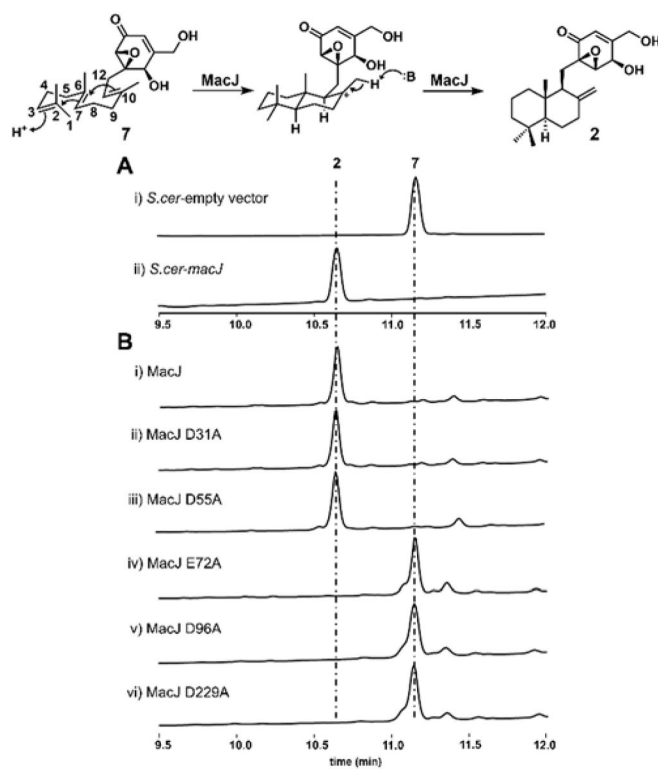 O
OH
O
OH
12
4
5
6
10
3
2
7
8
9
1
H⁺
7
MacJ
O
OH
O
OH
H
:B
H
H
+
MacJ
O
OH
O
OH
H
H
2
A
2
7
i) S.cer-empty vector
ii) S.cer-macJ
9.5 10.0 10.5 11.0 11.5 12.0
B
i) MacJ
ii) MacJ D31A
iii) MacJ D55A
iv) MacJ E72A
v) MacJ D96A
vi) MacJ D229A
9.5 10.0 10.5 11.0 11.5 12.0
time (min)